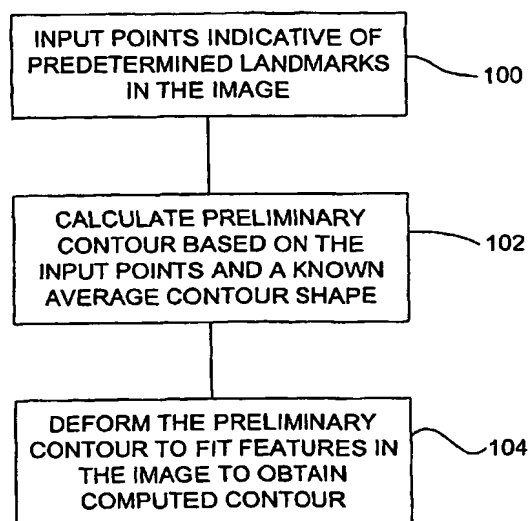 INPUT POINTS INDICATIVE OF
PREDETERMINED LANDMARKS
IN THE IMAGE
100
CALCULATE PRELIMINARY
CONTOUR BASED ON THE
INPUT POINTS AND A KNOWN
AVERAGE CONTOUR SHAPE
102
DEFORM THE PRELIMINARY
CONTOUR TO FIT FEATURES IN
THE IMAGE TO OBTAIN
COMPUTED CONTOUR
104